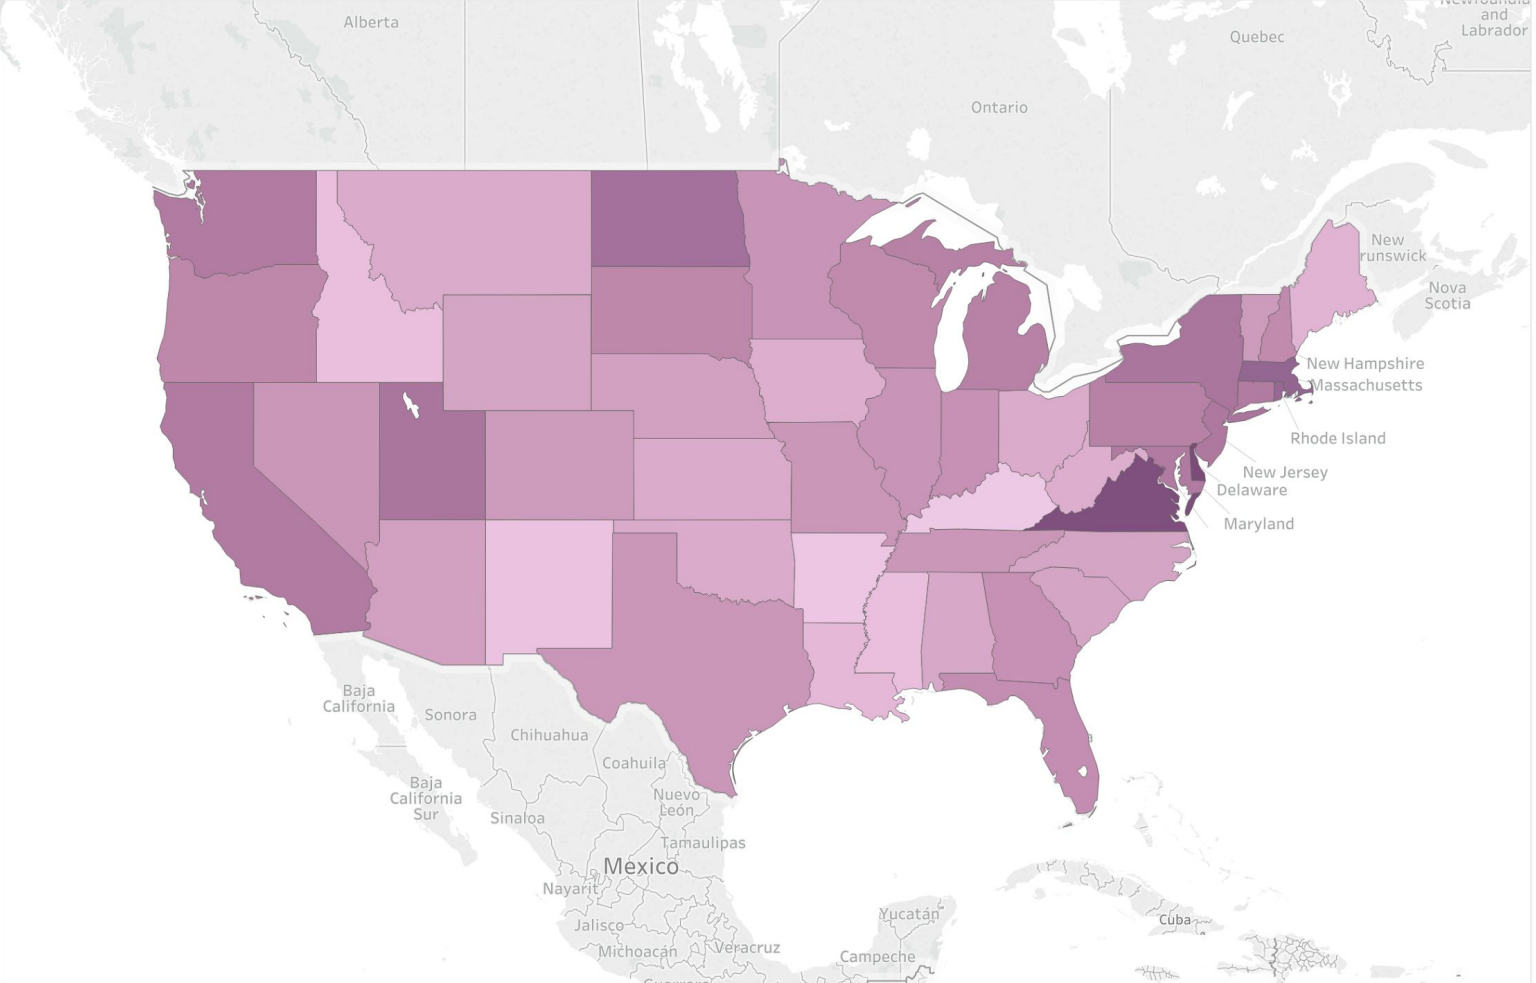 Newfoundland
and
Labrador
Alberta
Quebec
Ontario
New
runswick
Nova
Scotia
New Hampshire
Massachusetts
Rhode Island
New Jersey
Delaware
Maryland
Baja
California
Sonora
Chihuahua
a
Coahuila
Baja
California
Sur
Nuevo
León
Sinaloa
Tamaulipas
Mexico
Nayarit
Yucatán
Cuba
Jalisco
Michoacán
Veracruz
Campeche
Guerrero